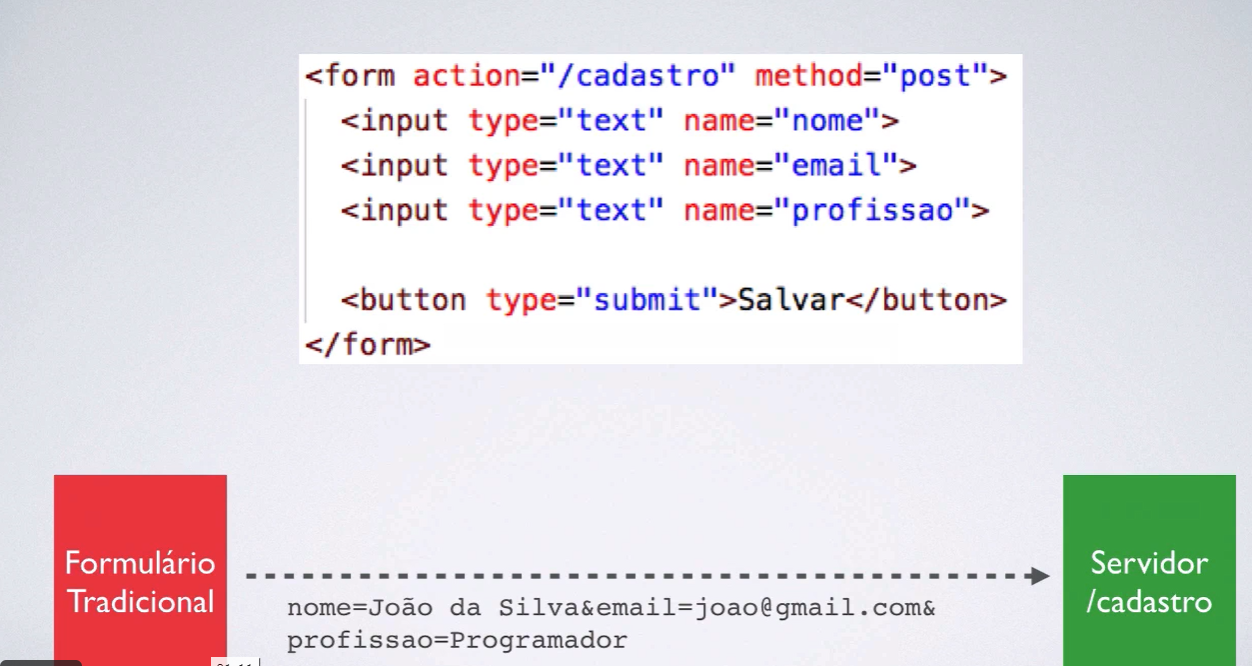 <form action="/cadastro" method="post">
<input type="text" name="nome">
<input type="text" name="email">
<input type="text" name="profissao">
<button type="submit">Salvar</button>
</form>
Formulário
Tradicional
nome=João da Silva&email=joao@gmail.com&
profissao=Programador
Servidor
/cadastro